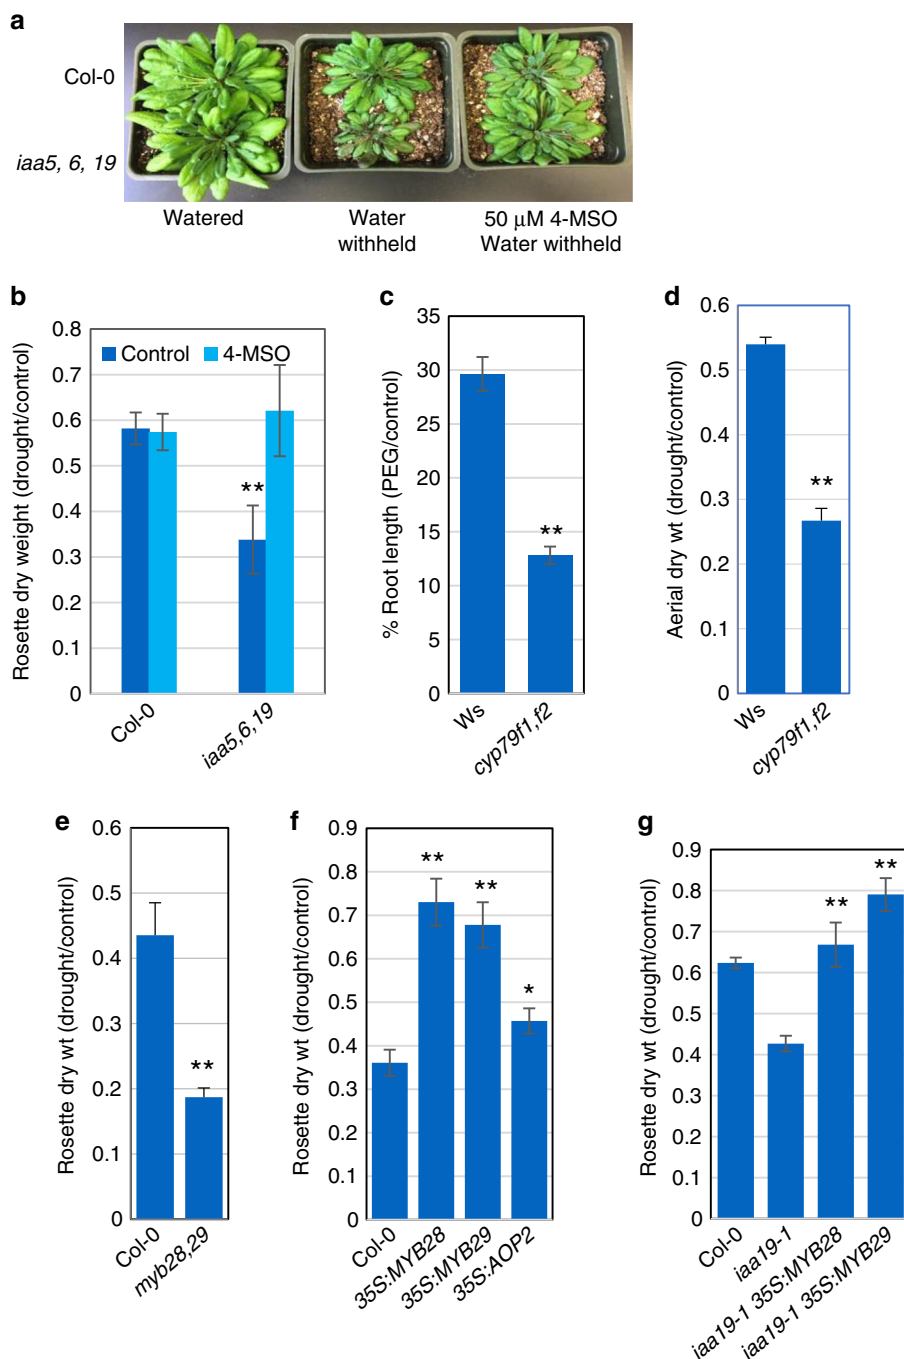 a
Col-0
iaa5, 6, 19
Watered
Water
withheld
50 μM 4-MSO
Water withheld
b
Rosette dry weight (drought/control)
0.8
0.7
0.6
0.5
0.4
0.3
0.2
0.1
0
Control
4-MSO
**
Col-0
iaa5,6,19
c
% Root length (PEG/control)
35
30
25
20
15
10
5
0
**
Ws
cyp79f1,f2
d
Aerial dry wt (drought/control)
0.6
0.5
0.4
0.3
0.2
0.1
0
**
Ws
cyp79f1,f2
e
Rosette dry wt (drought/control)
0.6
0.5
0.4
0.3
0.2
0.1
0
**
Col-0
myb28,29
f
Rosette dry wt (drought/control)
0.9
0.8
0.7
0.6
0.5
0.4
0.3
0.2
0.1
0
**
**
*
Col-0
35S:MYB28
35S:MYB29
35S:AOP2
g
Rosette dry wt (drought/control)
0.9
0.8
0.7
0.6
0.5
0.4
0.3
0.2
0.1
0
**
**
Col-0
iaa19-1
iaa19-1 35S:MYB28
iaa19-1 35S:MYB29